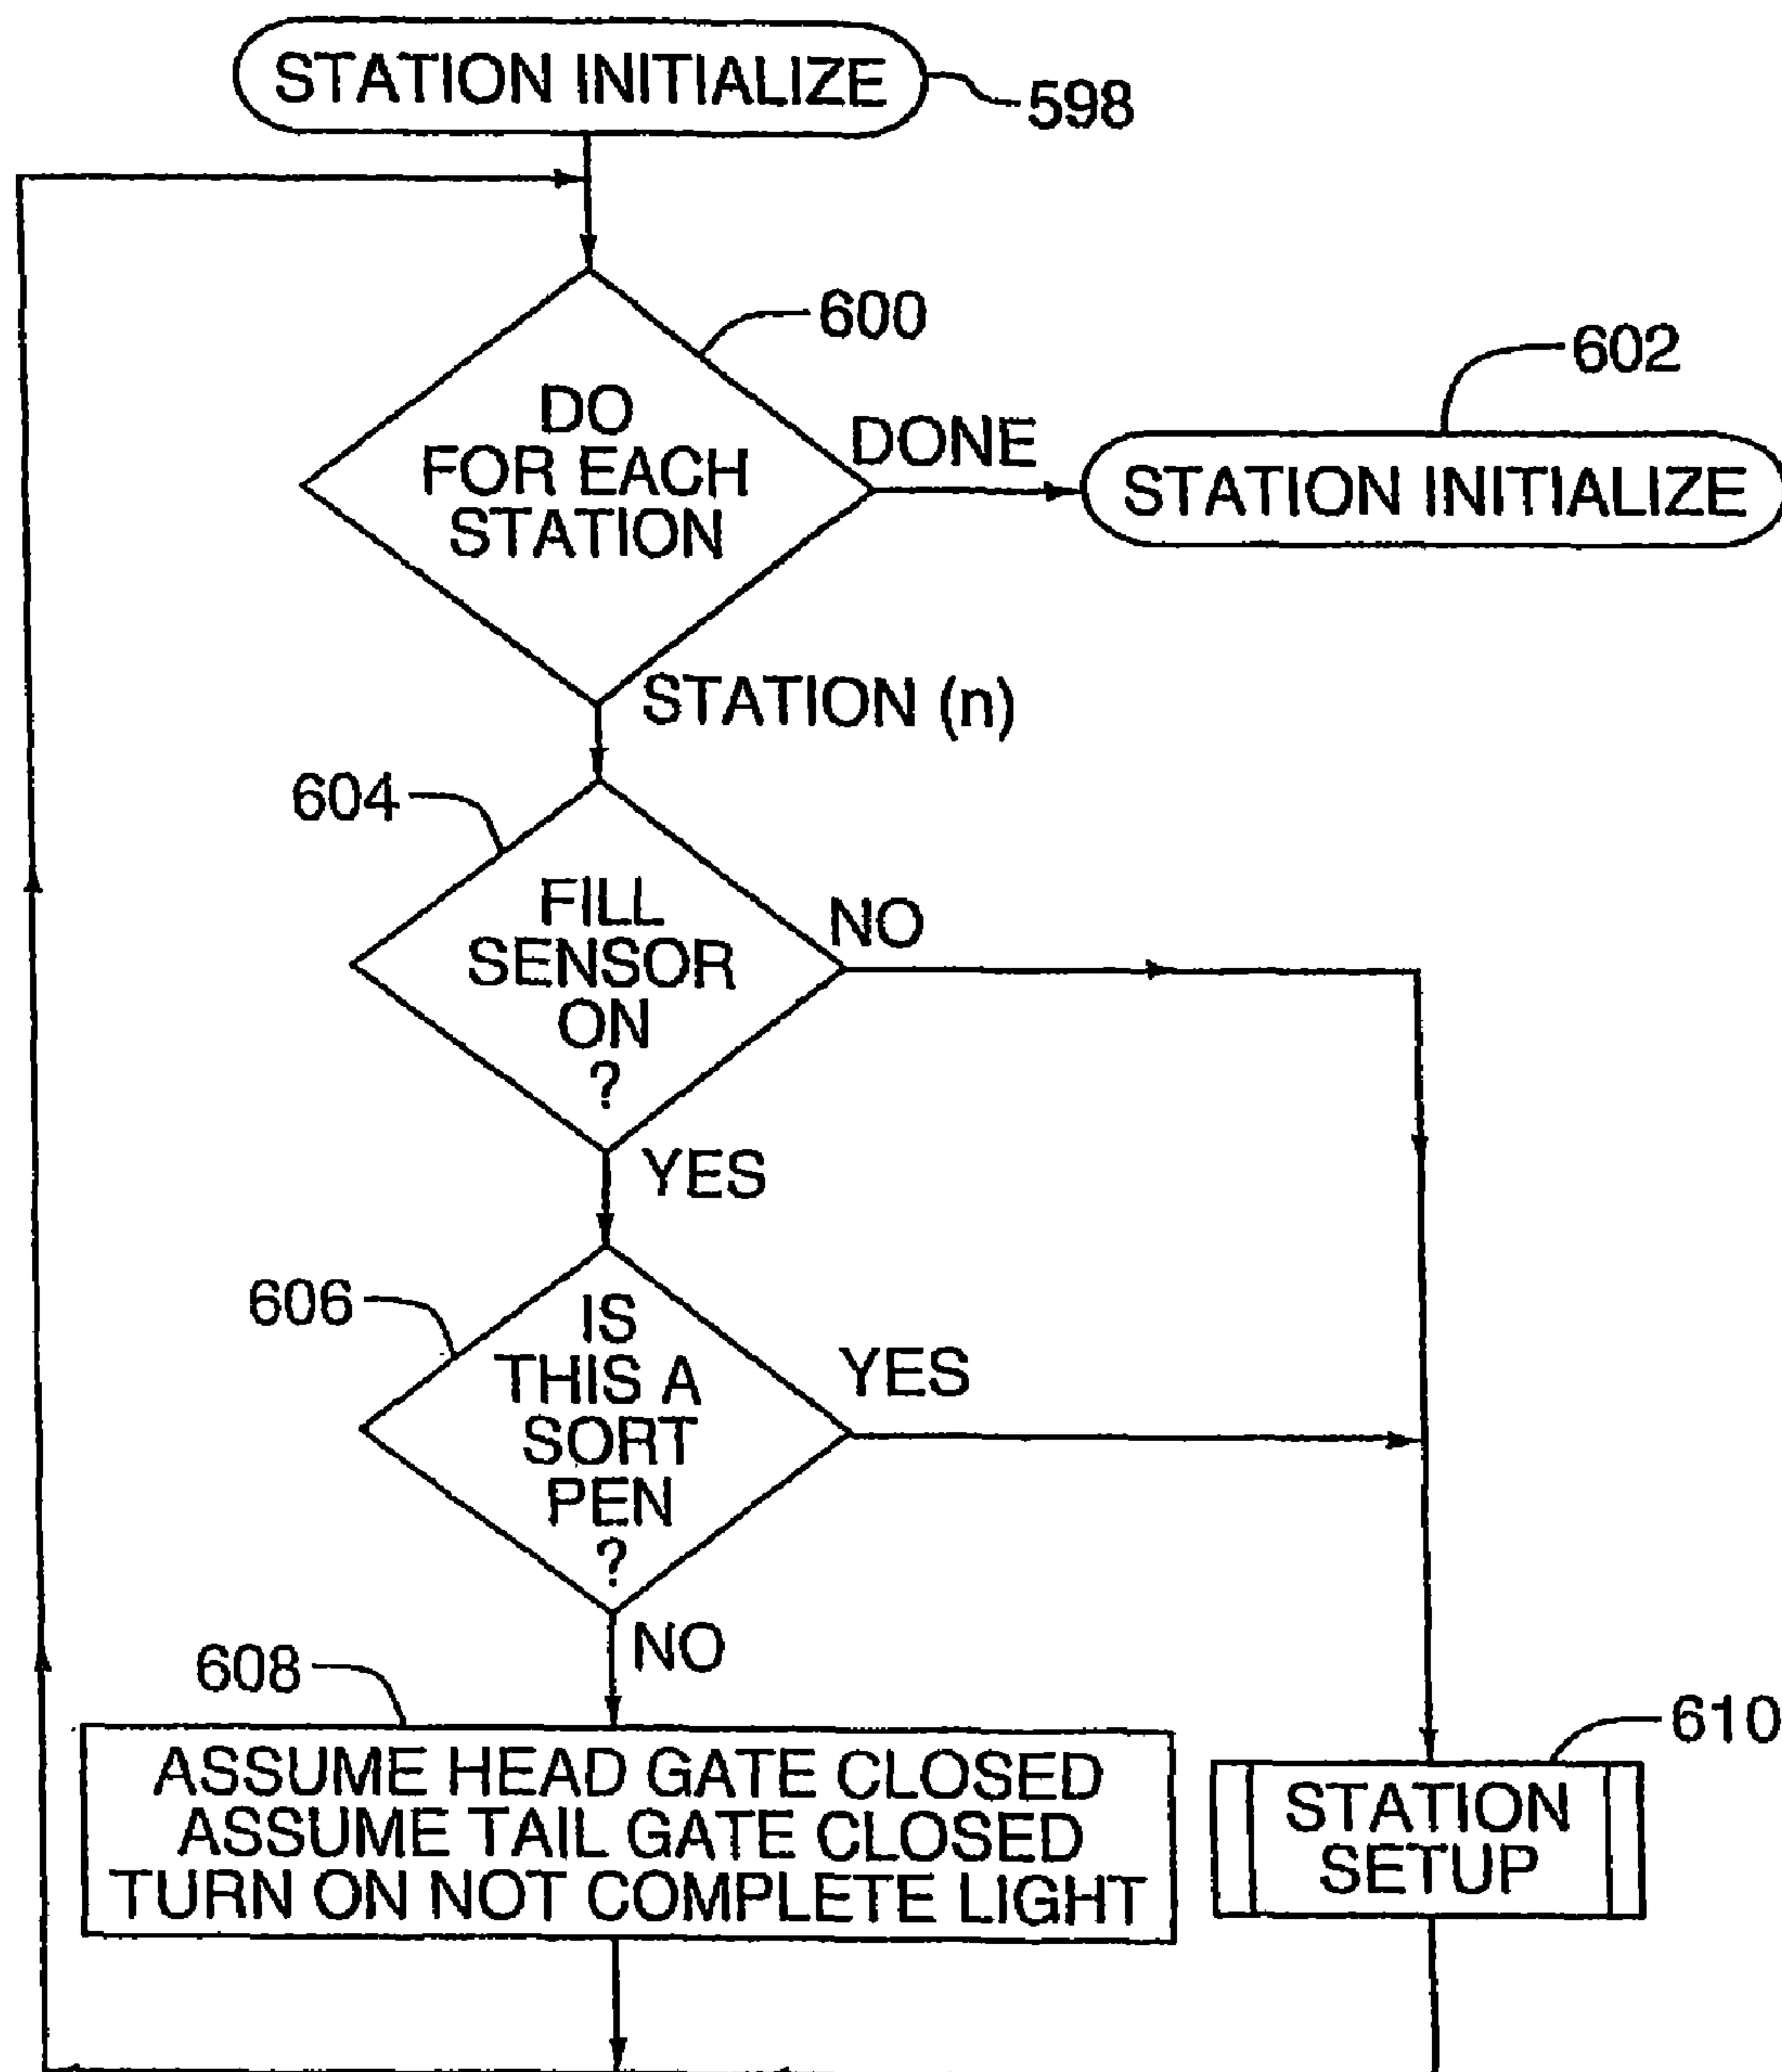 STATION INITIALIZE
598
600
DO
FOR EACH
STATION
DONE
602
STATION INITIALIZE
STATION (n)
604
FILL
SENSOR
ON
?
NO
YES
606
IS
THIS A
SORT
PEN
?
YES
NO
608
ASSUME HEAD GATE CLOSED
ASSUME TAIL GATE CLOSED
TURN ON NOT COMPLETE LIGHT
610
STATION
SETUP